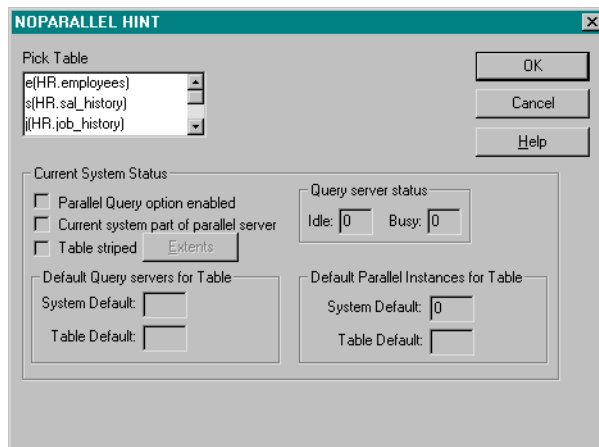 NOPARALLEL HINT
Pick Table
e(HR.employees)
s(HR.sal_history)
j(HR.job_history)
OK
Cancel
Help
Current System Status
Parallel Query option enabled
Current system part of parallel server
Table striped Extents
Query server status
Idle: 0 Busy: 0
Default Query servers for Table
System Default:
Table Default:
Default Parallel Instances for Table
System Default: 0
Table Default: